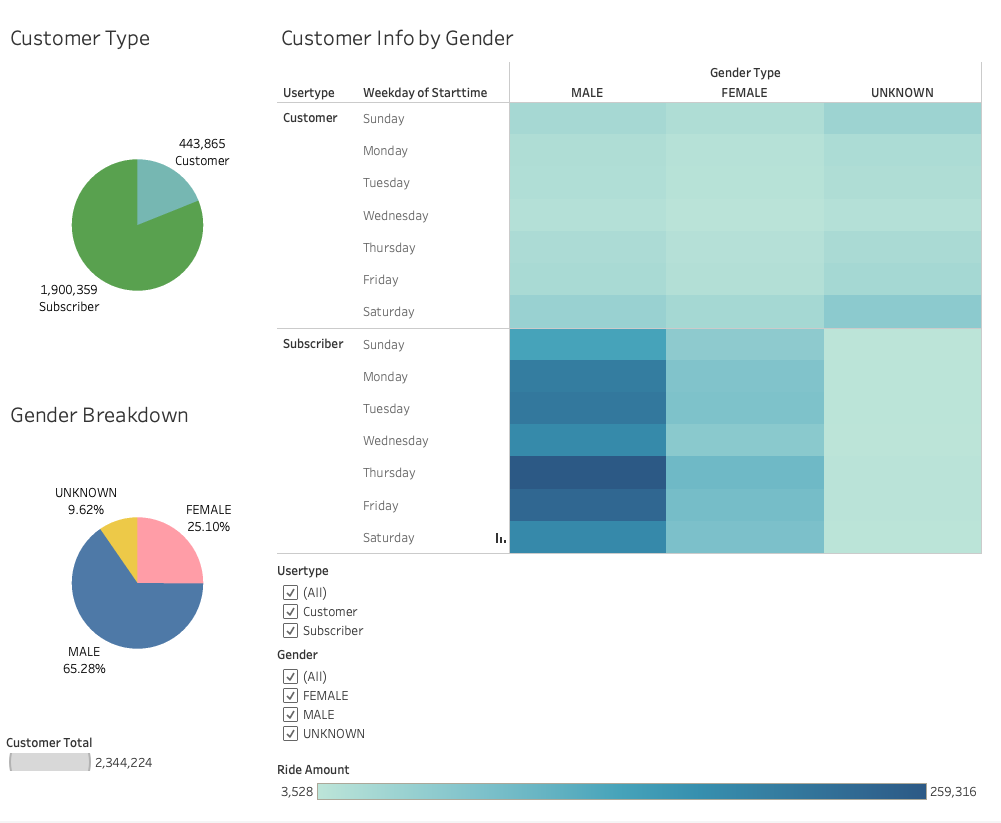 Customer Type
443,865
Customer
1,900,359
Subscriber
Gender Breakdown
UNKNOWN
9.62%
FEMALE
25.10%
MALE
65.28%
Customer Total
2,344,224
Customer Info by Gender
Gender Type
Usertype Weekday of Starttime MALE FEMALE UNKNOWN
Customer Sunday
Monday
Tuesday
Wednesday
Thursday
Friday
Saturday
Subscriber Sunday
Monday
Tuesday
Wednesday
Thursday
Friday
Saturday
Usertype
(All)
Customer
Subscriber
Gender
(All)
FEMALE
MALE
UNKNOWN
Ride Amount
3,528 259,316